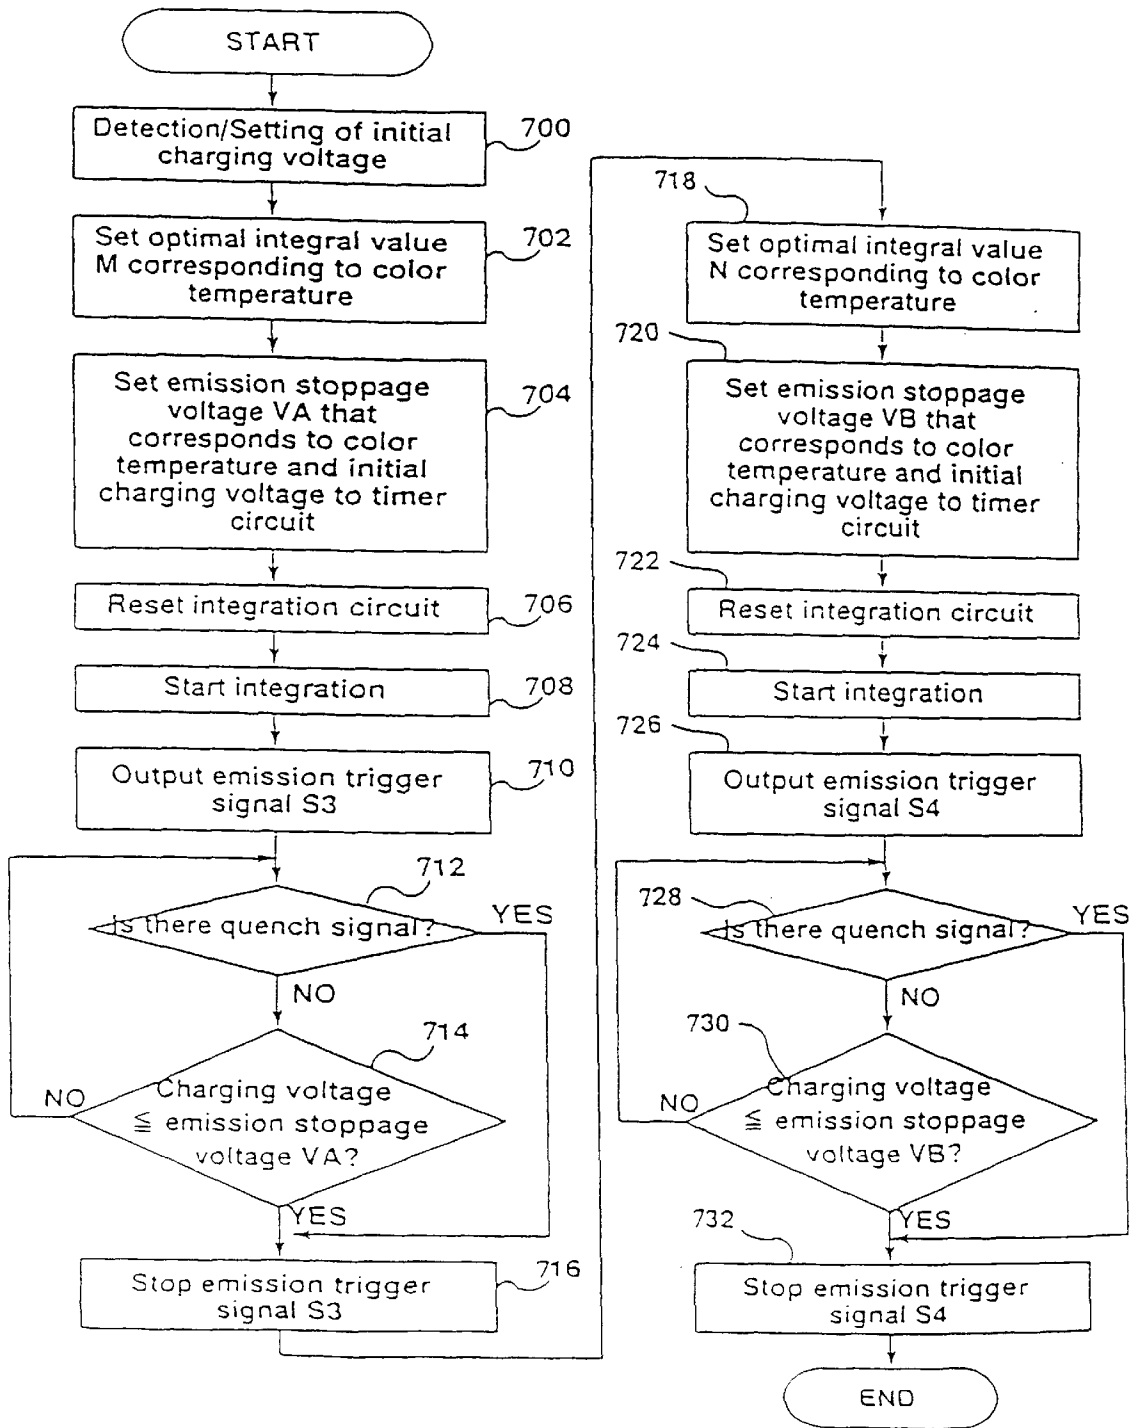 START
Detection/Setting of initial
charging voltage
700
Set optimal integral value
M corresponding to color
temperature
702
Set emission stoppage
voltage VA that
corresponds to color
temperature and initial
charging voltage to timer
circuit
704
Reset integration circuit
706
Start integration
708
Output emission trigger
signal S3
710
712
Is there quench signal?
YES
NO
714
Charging voltage
≦ emission stoppage
voltage VA?
NO
YES
Stop emission trigger
signal S3
716
718
Set optimal integral value
N corresponding to color
temperature
720
Set emission stoppage
voltage VB that
corresponds to color
temperature and initial
charging voltage to timer
circuit
722
Reset integration circuit
724
Start integration
726
Output emission trigger
signal S4
728
Is there quench signal?
YES
NO
730
Charging voltage
≦ emission stoppage
voltage VB?
NO
YES
732
Stop emission trigger
signal S4
END